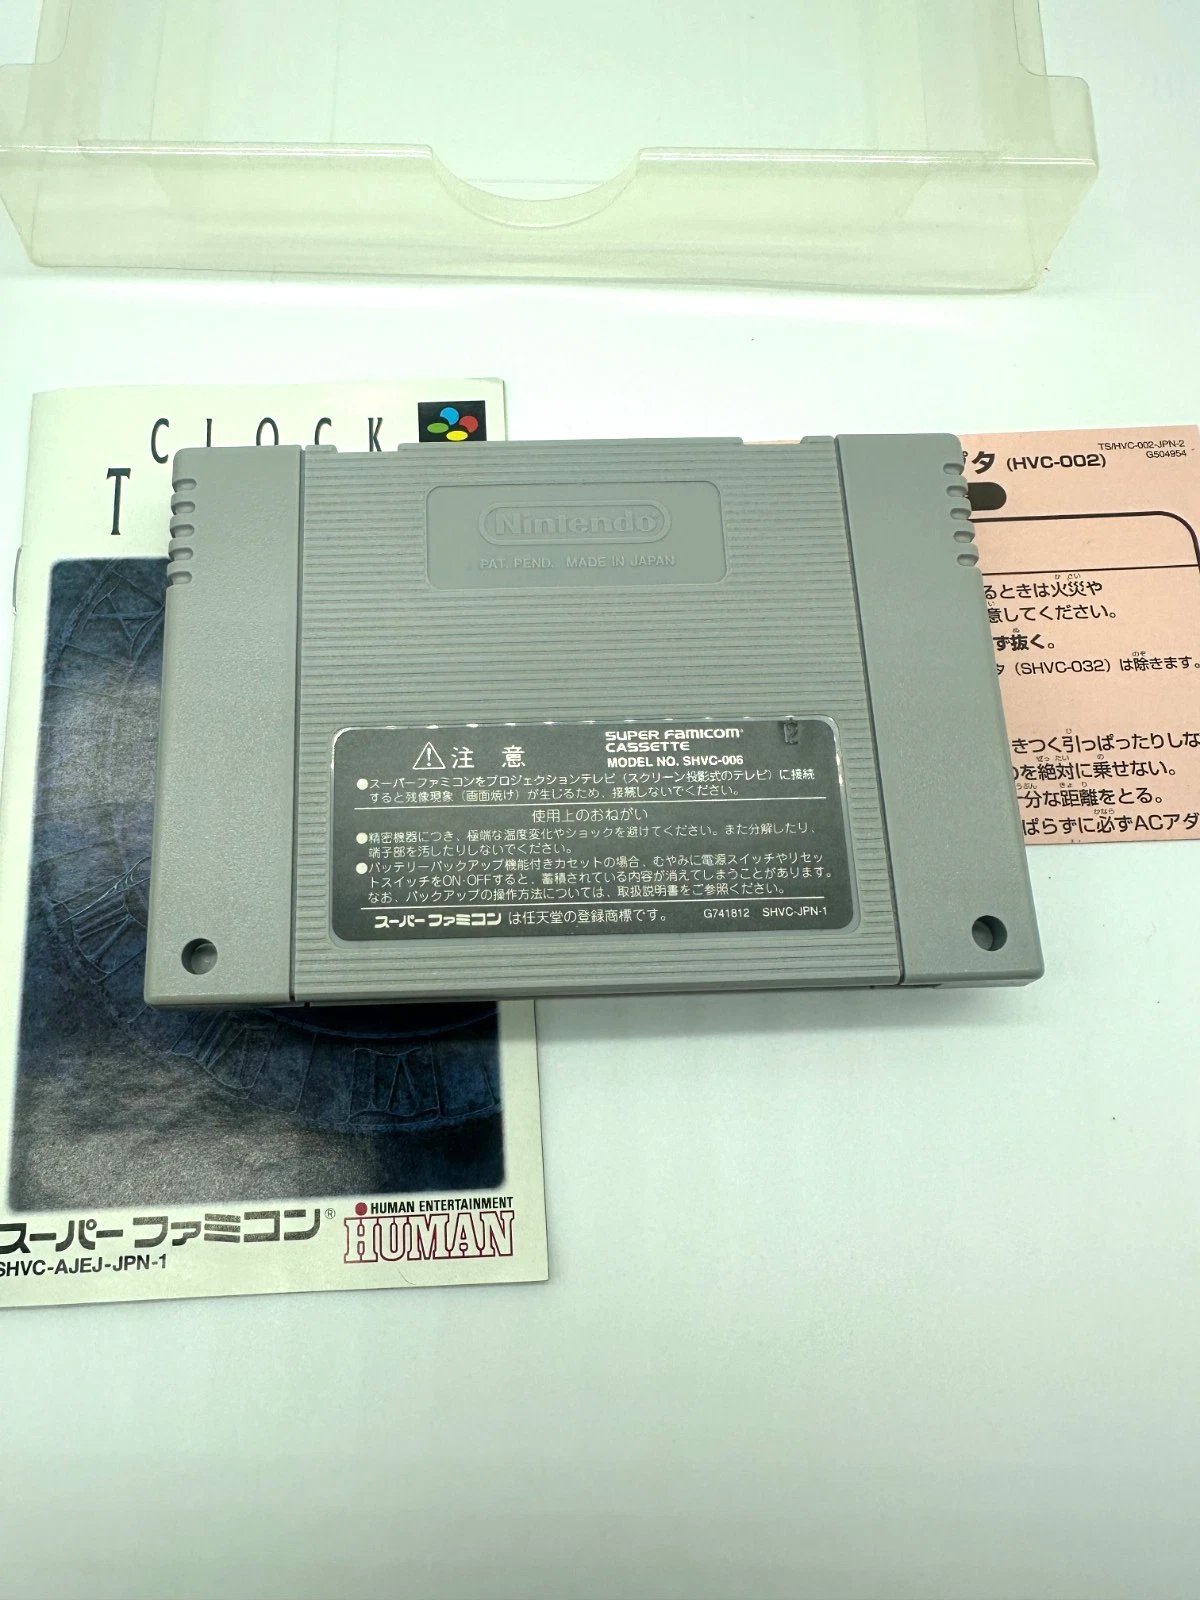 CLOCK
T
Nintendo
PAT. PEND. MADE IN JAPAN
⚠注意
SUPER FAMICOM
CASSETTE
MODEL NO. SHVC-006
●スーパーファミコンをプロジェクションテレビ(スクリーン投影式のテレビ)に接続
すると残像現象(画面焼け)が生じるため、接続しないでください。
使用上のおねがい
●精密機器につき、極端な温度変化やショックを避けてください。また分解したり、
端子部を汚したりしないでください。
●バッテリーバックアップ機能付きカセットの場合、むやみに電源スイッチやリセッ
トスイッチをON・OFFすると、蓄積されている内容が消えてしまうことがあります。
なお、バックアップの操作方法については、取扱説明書をご参照ください。
スーパーファミコン は任天堂の登録商標です。 G741812 SHVC-JPN-1
TS/HVC-002-JPN-2
G504954
タ (HVC-002)
るときは火災や
意してください。
ず抜く。
タ (SHVC-032) は除きます。
きつく引っぱったりしな
のを絶対に乗せない。
分な距離をとる。
ぱらずに必ずACアダ
スーパーファミコン®
SHVC-AJEJ-JPN-1
HUMAN ENTERTAINMENT
HUMAN